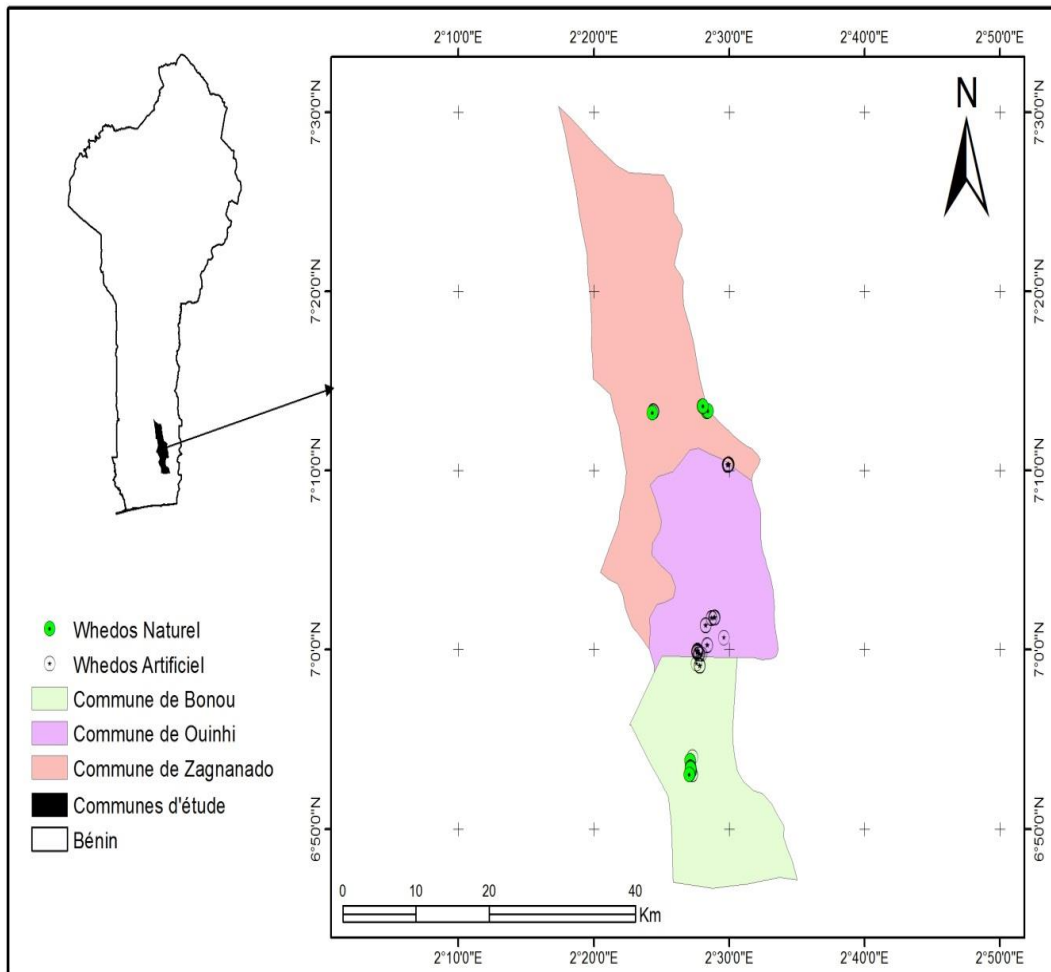 2°10'0"E 2°20'0"E 2°30'0"E 2°40'0"E 2°50'0"E
N
7°30'0"N 7°30'0"N
7°20'0"N 7°20'0"N
7°10'0"N 7°10'0"N
7°0'0"N 7°0'0"N
6°50'0"N 6°50'0"N
Whedos Naturel
Whedos Artificiel
Commune de Bonou
Commune de Ouinhi
Commune de Zagnanado
Communes d'étude
Bénin
0 10 20 40
Km
2°10'0"E 2°20'0"E 2°30'0"E 2°40'0"E 2°50'0"E